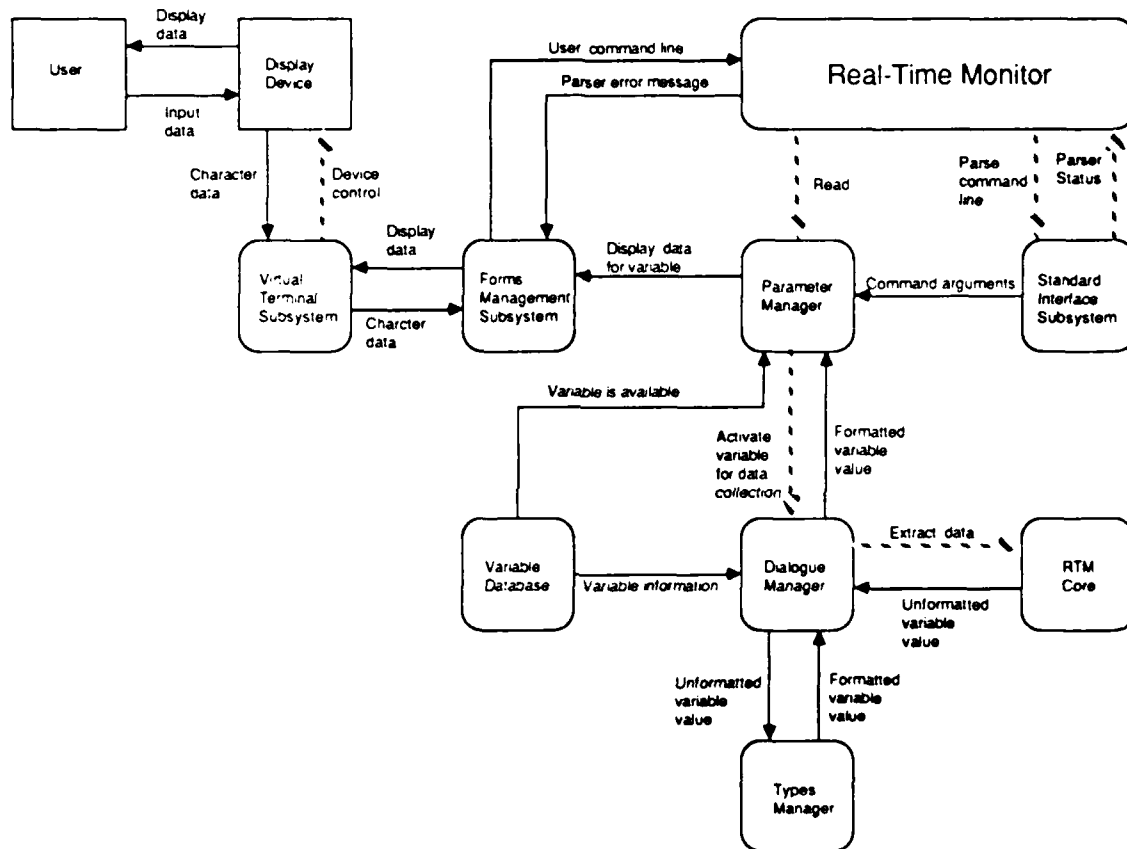 Display
data
User
Display
Device
Input
data
User command line
Parser error message
Real-Time Monitor
Character
data
Device
control
Read
Parse
command
line
Parser
Status
Display
data
Virtual
Terminal
Subsystem
Charcter
data
Forms
Management
Subsystem
Display data
for variable
Parameter
Manager
Command arguments
Standard
Interface
Subsystem
Variable is available
Activate
variable
for data
collection
Formatted
variable
value
Variable
Database
Variable information
Dialogue
Manager
Extract data
RTM
Core
Unformatted
variable
value
Unformatted
variable
value
Formatted
variable
value
Types
Manager